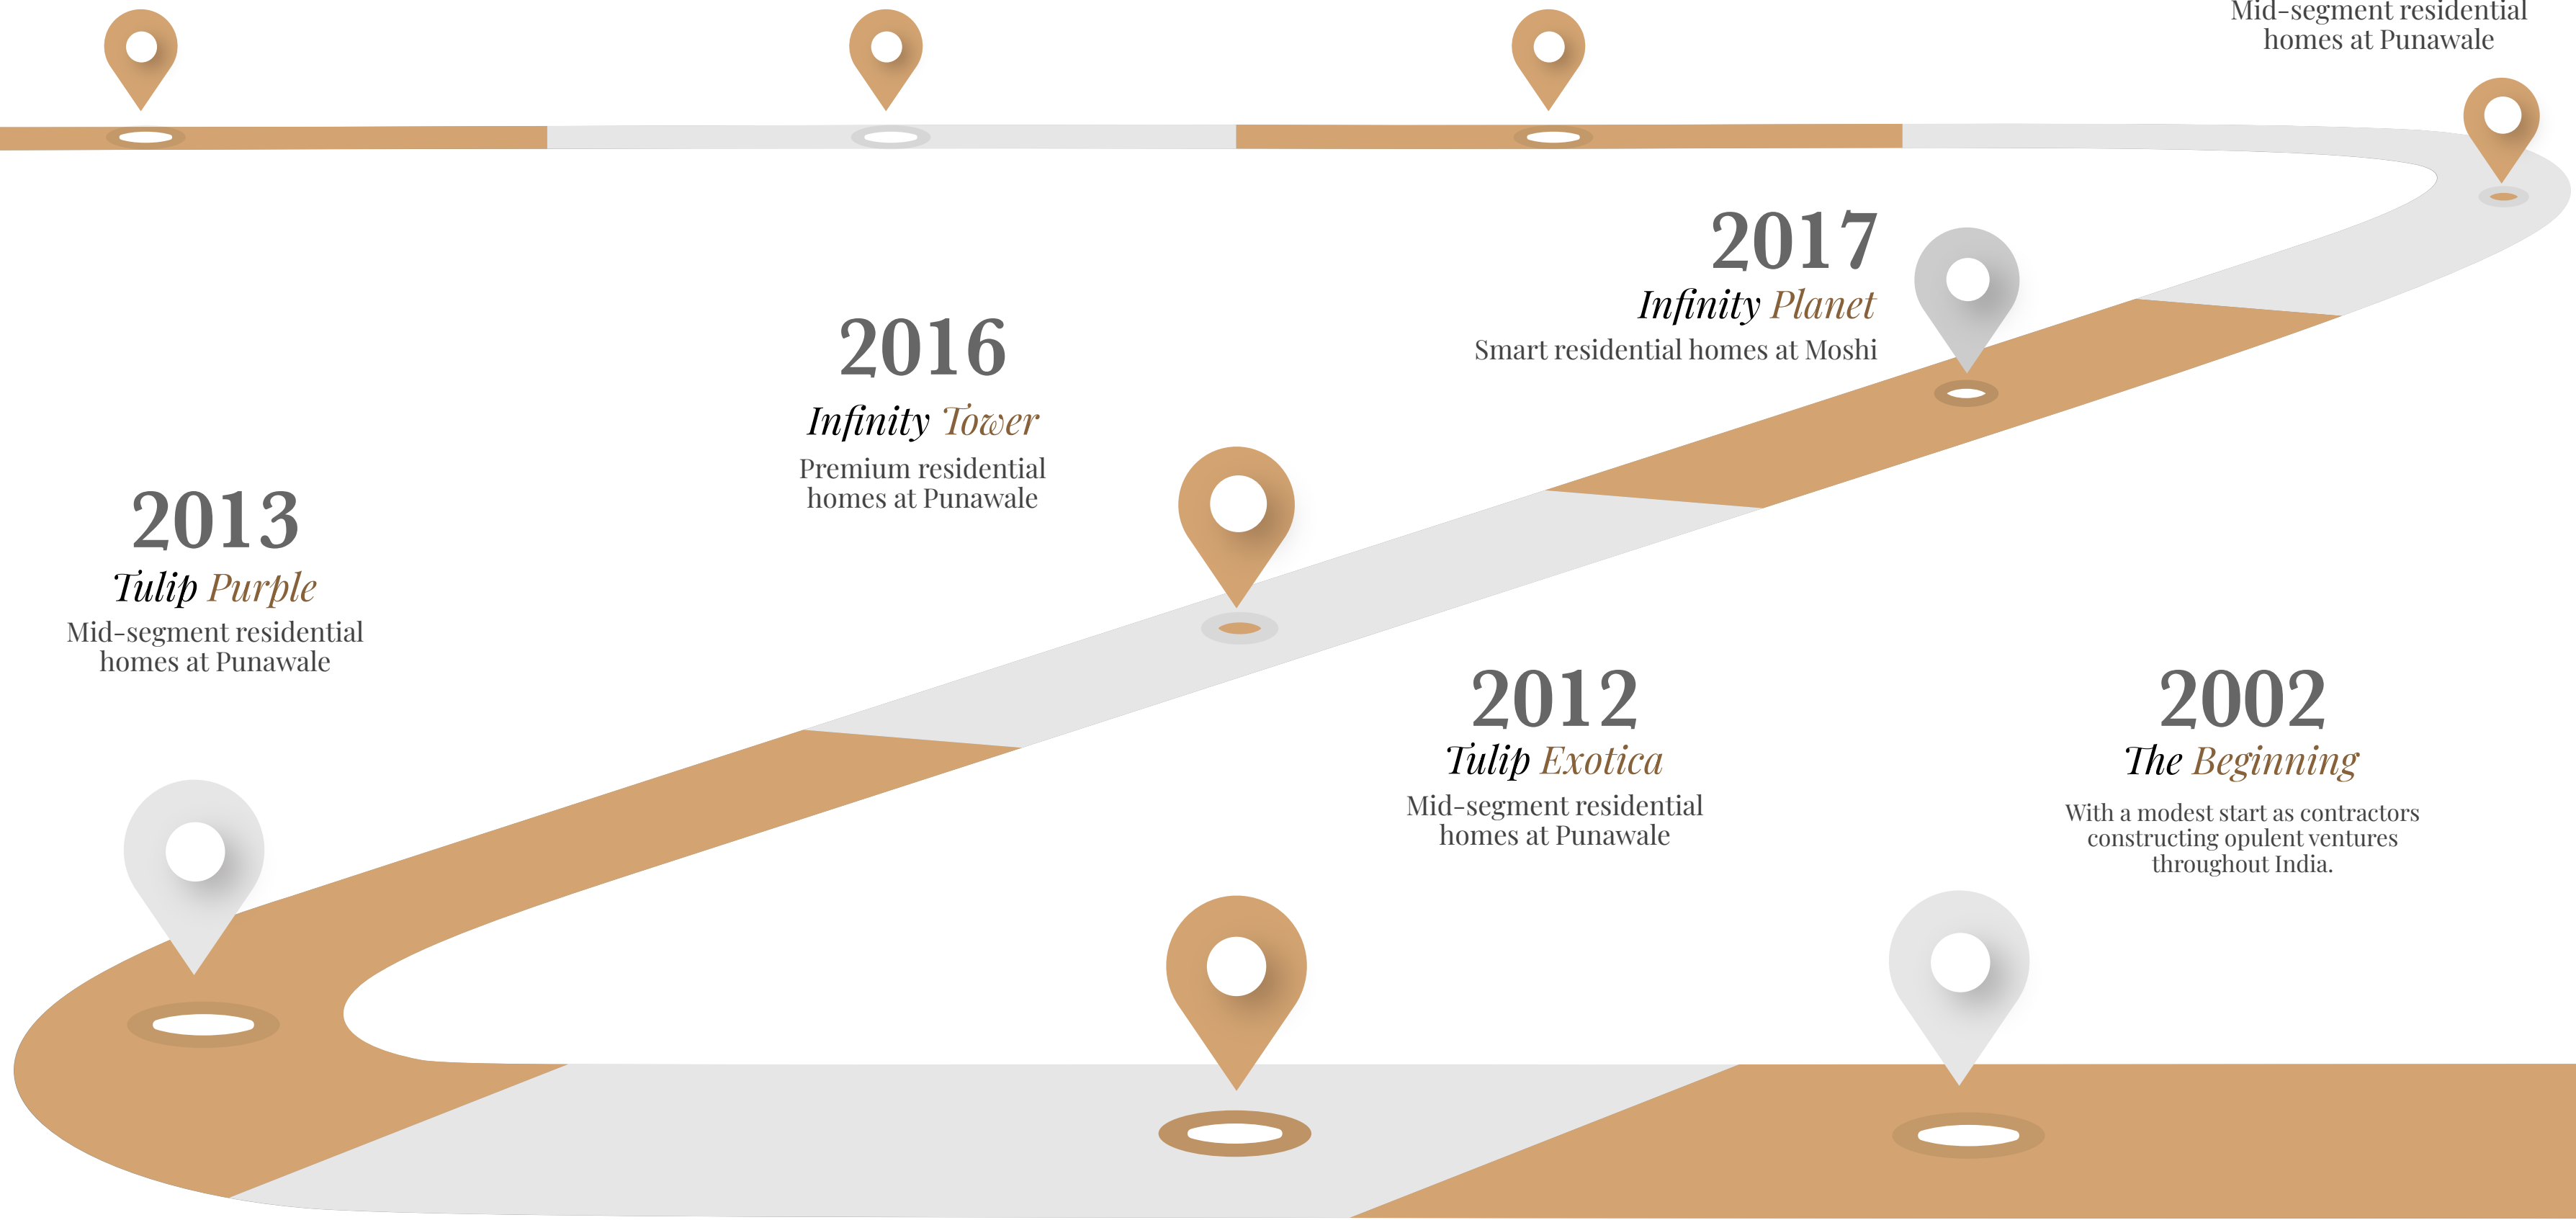 Mid-segment residential
homes at Punawale
2017
Infinity Planet
Smart residential homes at Moshi
2016
Infinity Tower
Premium residential
homes at Punawale
2013
Tulip Purple
Mid-segment residential
homes at Punawale
2012
Tulip Exotica
Mid-segment residential
homes at Punawale
2002
The Beginning
With a modest start as contractors
constructing opulent ventures
throughout India.